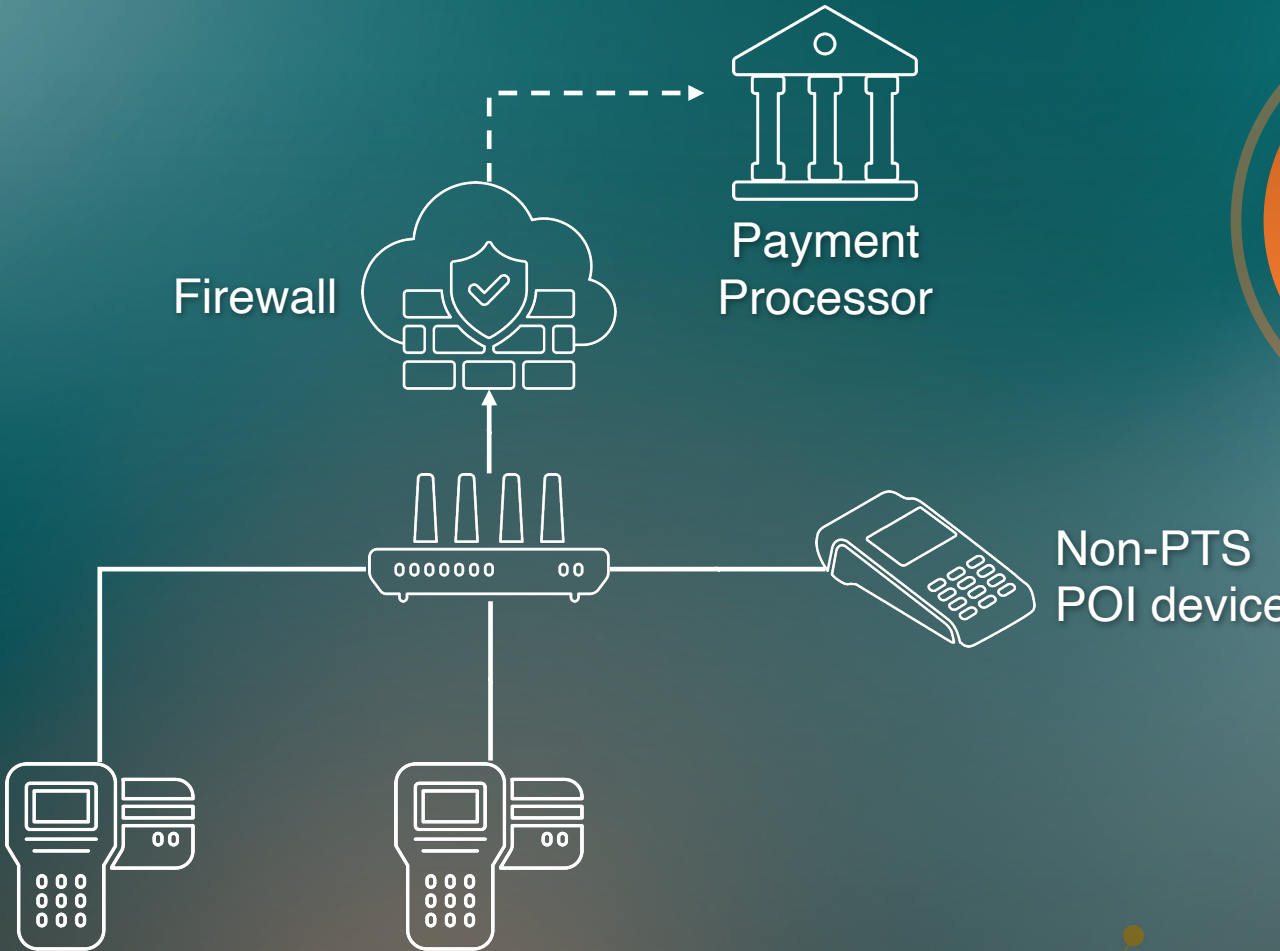 Payment
Processor
Firewall
Non-PTS
POI device